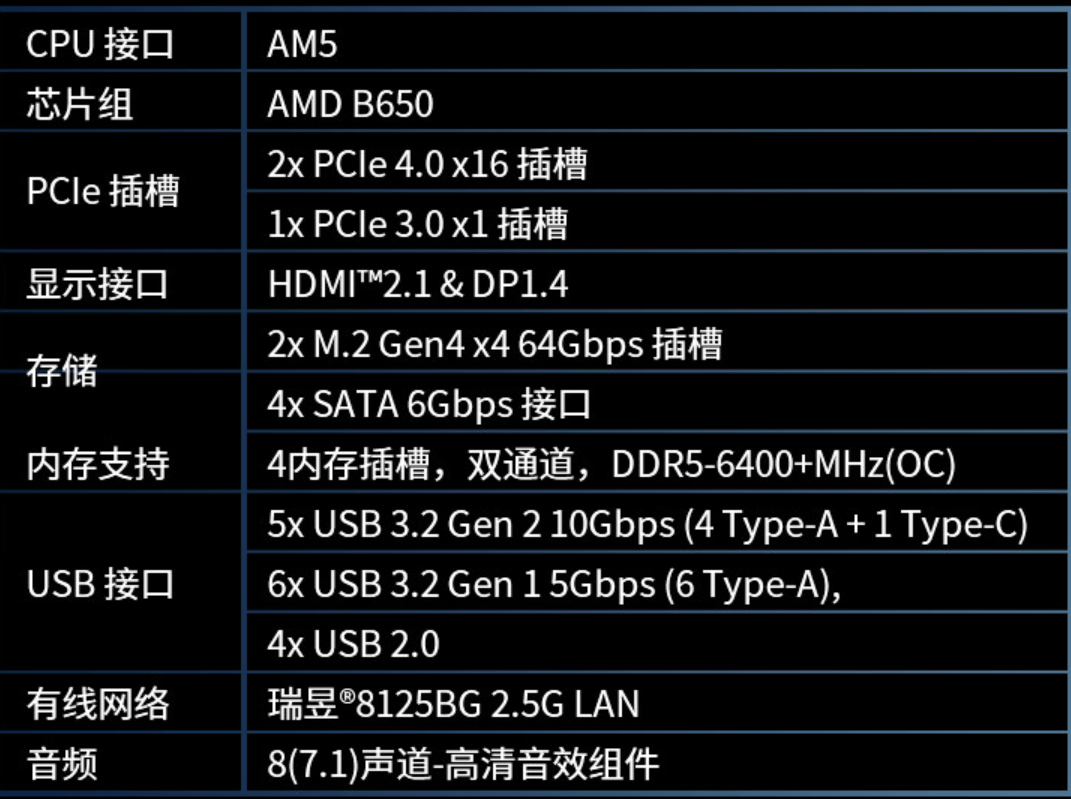 CPU 接口
AM5
芯片组
AMD B650
PCIe 插槽
2x PCIe 4.0 x16 插槽
1x PCIe 3.0 x1 插槽
显示接口
HDMI™2.1 & DP1.4
存储
2x M.2 Gen4 x4 64Gbps 插槽
4x SATA 6Gbps 接口
内存支持
4内存插槽，双通道，DDR5-6400+MHz(OC)
USB 接口
5x USB 3.2 Gen 2 10Gbps (4 Type-A + 1 Type-C)
6x USB 3.2 Gen 1 5Gbps (6 Type-A),
4x USB 2.0
有线网络
瑞昱®8125BG 2.5G LAN
音频
8(7.1)声道-高清音效组件